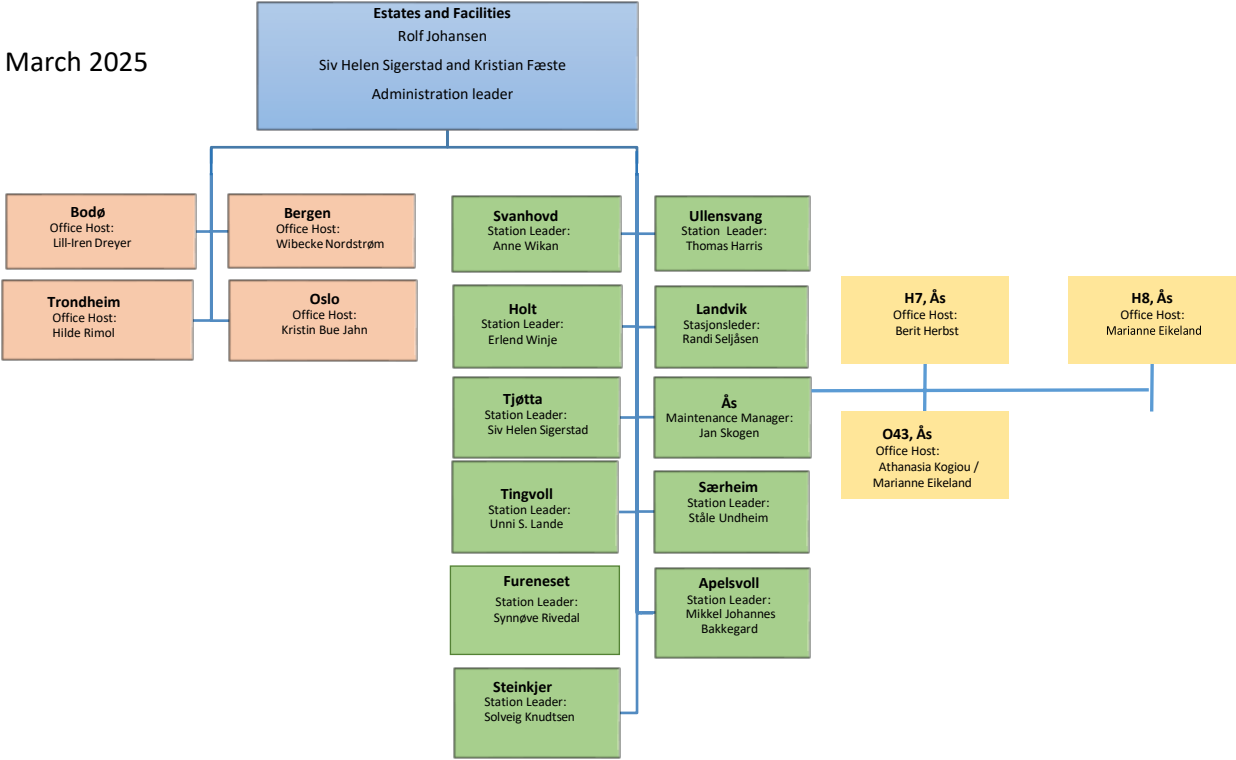 March 2025
Estates and Facilities
Rolf Johansen
Siv Helen Sigerstad and Kristian Fæste
Administration leader
Bodø
Office Host:
Lill-Iren Dreyer
Bergen
Office Host:
Wibecke Nordstrøm
Trondheim
Office Host:
Hilde Rimol
Oslo
Office Host:
Kristin Bue Jahn
Svanhovd
Station Leader:
Anne Wikan
Ullensvang
Station Leader:
Thomas Harris
Holt
Station Leader:
Erlend Winje
Landvik
Stasjonsleder:
Randi Seljåsen
Tjøtta
Station Leader:
Siv Helen Sigerstad
Ås
Maintenance Manager:
Jan Skogen
Tingvoll
Station Leader:
Unni S. Lande
Særheim
Station Leader:
Ståle Undheim
Fureneset
Station Leader:
Synnøve Rivedal
Apelsvoll
Station Leader:
Mikkel Johannes
Bakkegard
Steinkjer
Station Leader:
Solveig Knudtsen
H7, Ås
Office Host:
Berit Herbst
H8, Ås
Office Host:
Marianne Eikeland
O43, Ås
Office Host:
Athanasia Kogiou /
Marianne Eikeland